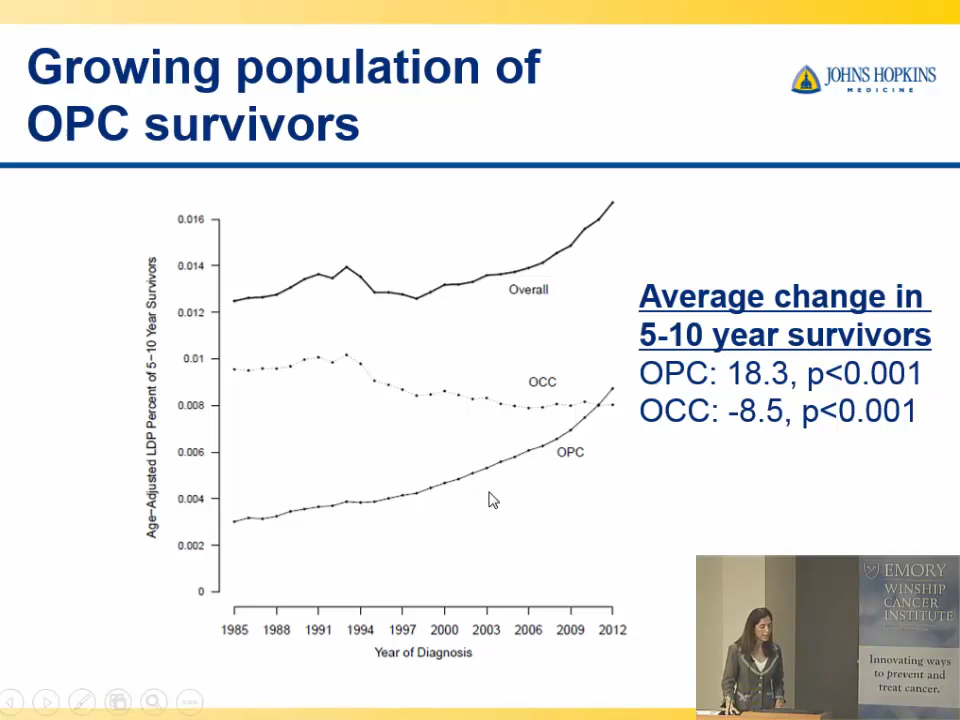 Growing population of
OPC survivors
JOHNS HOPKINS
MEDICINE
Age-Adjusted LDP Percent of 5-10 Year Survivors
0.016
0.014
0.012
0.01
0.008
0.006
0.004
0.002
0
Overall
OCC
OPC
1985 1988 1991 1994 1997 2000 2003 2006 2009 2012
Year of Diagnosis
Average change in
5-10 year survivors
OPC: 18.3, p<0.001
OCC: -8.5, p<0.001
EMORY
WINSHIP
CANCER
INSTITUTE
Innovating ways
to prevent and
treat cancer.